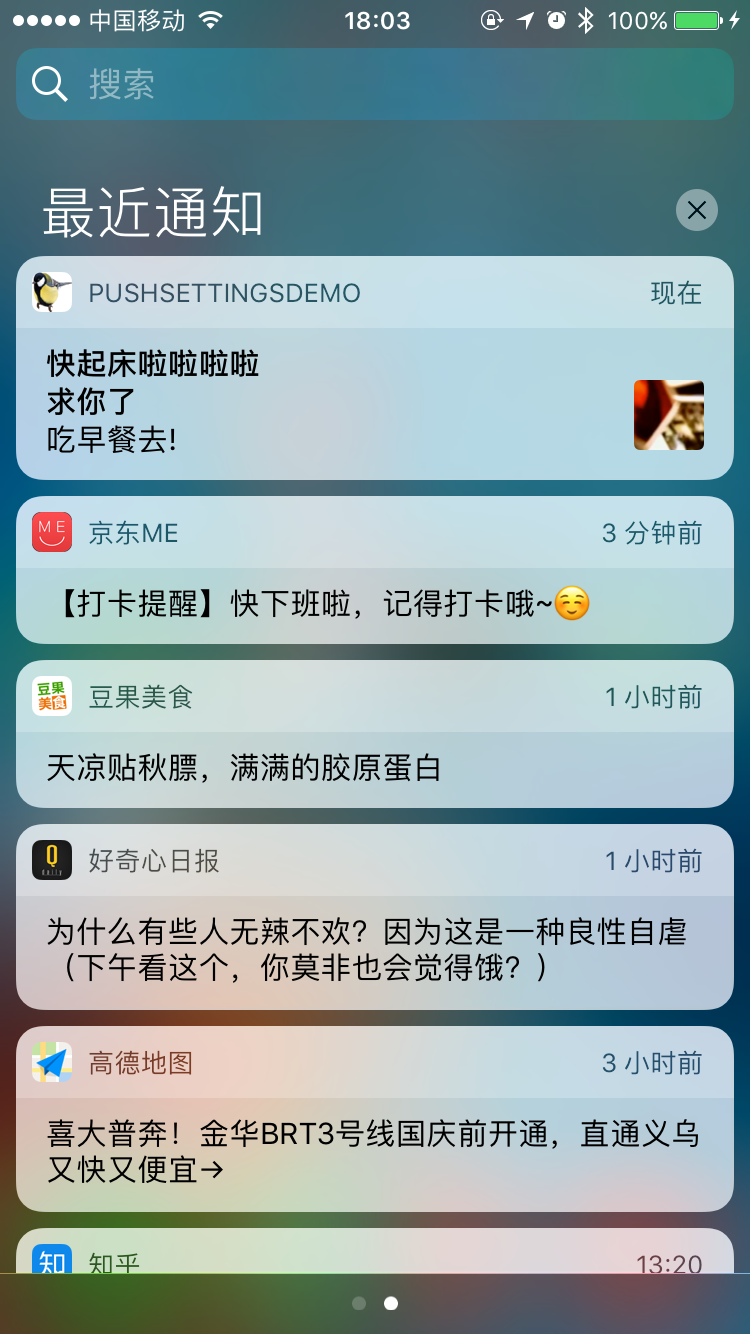 中国移动 18:03 100%
搜索
最近通知
PUSHSETTINGSDEMO 现在
快起床啦啦啦啦
求你了
吃早餐去!
ME 京东ME 3 分钟前
【打卡提醒】快下班啦，记得打卡哦~☺️
豆果美食 豆果美食 1 小时前
天凉贴秋膘，满满的胶原蛋白
Q daily 好奇心日报 1 小时前
为什么有些人无辣不欢？因为这是一种良性自虐
（下午看这个，你莫非也会觉得饿？）
高德地图 3 小时前
喜大普奔！金华BRT3号线国庆前开通，直通义乌
又快又便宜→
知 知乎 13:20